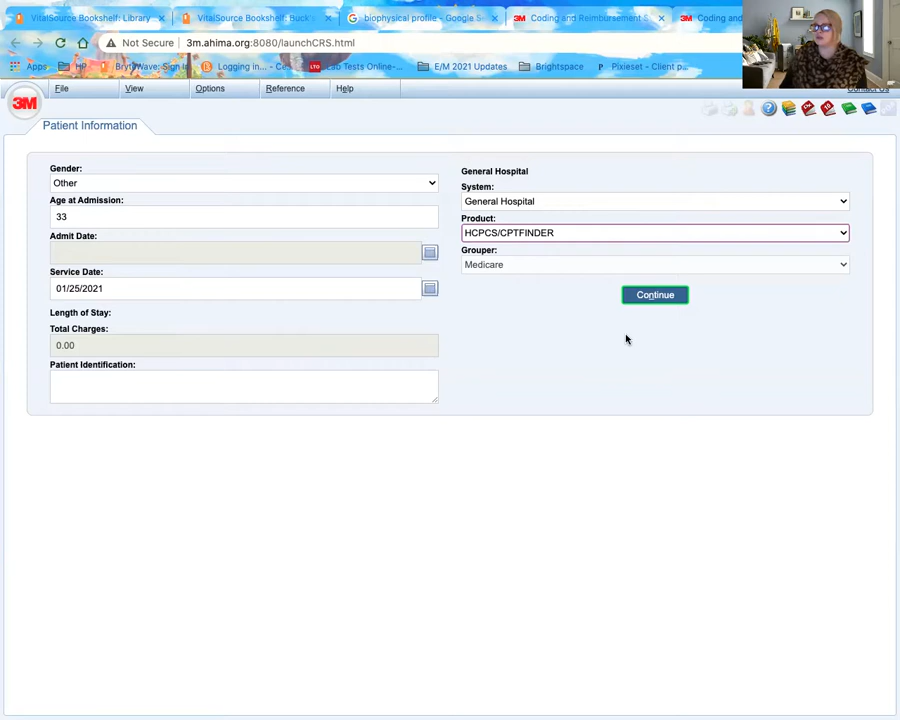 VitalSource Bookshelf: Library
VitalSource Bookshelf: Buck's
biophysical profile - Google Se
Coding and Reimbursement S
Coding and
Not Secure 3m.ahima.org:8080/launchCRS.html
Apps HP BrytWave: Sign In Logging in... - Ce Lab Tests Online-... E/M 2021 Updates Brightspace Pixieset - Client p...
File View Options Reference Help Contact Us
3M
Patient Information
Gender:
Other
Age at Admission:
33
Admit Date:
Service Date:
01/25/2021
Length of Stay:
Total Charges:
0.00
Patient Identification:
General Hospital
System:
General Hospital
Product:
HCPCS/CPTFINDER
Grouper:
Medicare
Continue